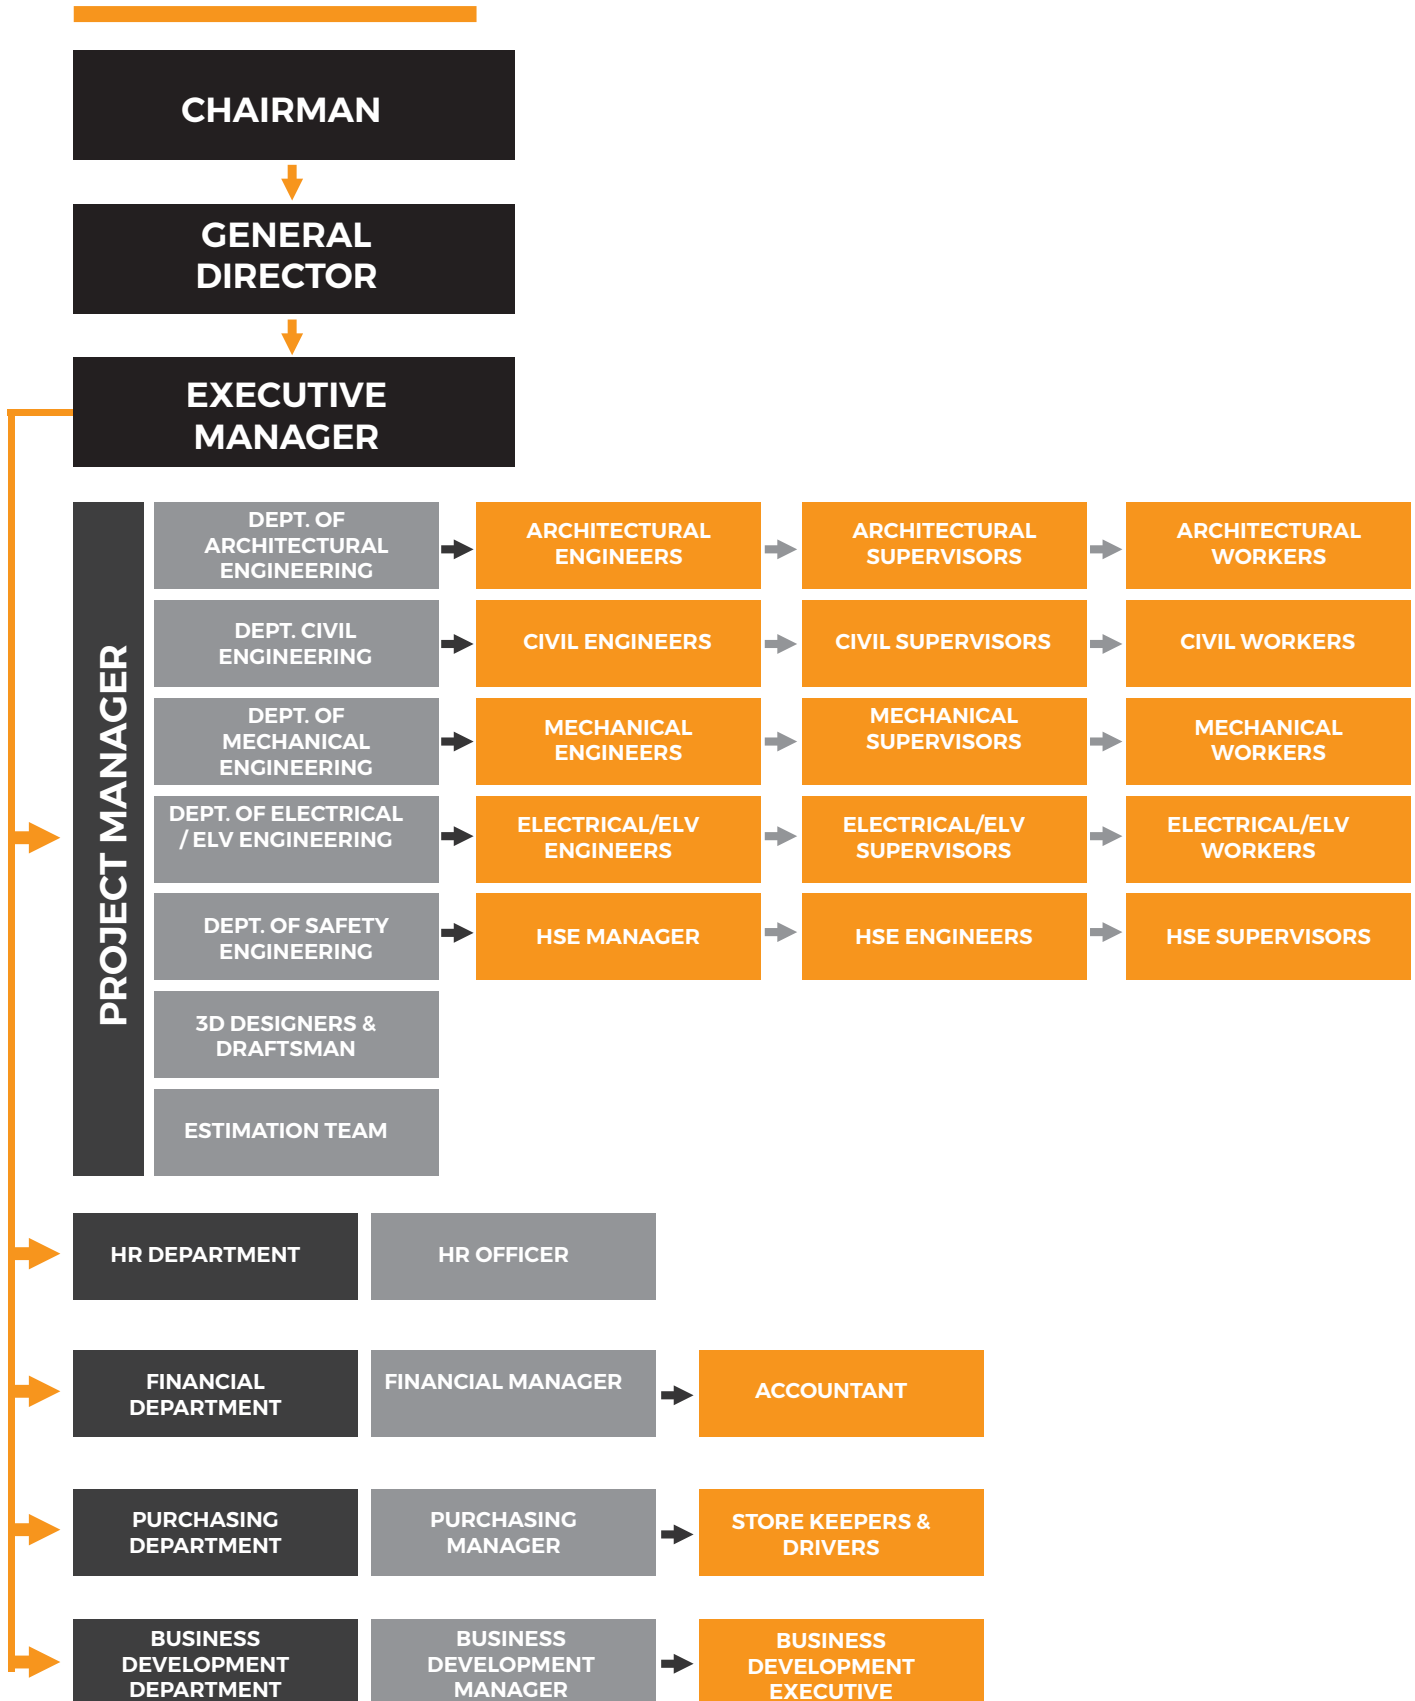 CHAIRMAN
GENERAL
DIRECTOR
EXECUTIVE
MANAGER
PROJECT MANAGER
DEPT. OF
ARCHITECTURAL
ENGINEERING
ARCHITECTURAL
ENGINEERS
ARCHITECTURAL
SUPERVISORS
ARCHITECTURAL
WORKERS
DEPT. CIVIL
ENGINEERING
CIVIL ENGINEERS
CIVIL SUPERVISORS
CIVIL WORKERS
DEPT. OF
MECHANICAL
ENGINEERING
MECHANICAL
ENGINEERS
MECHANICAL
SUPERVISORS
MECHANICAL
WORKERS
DEPT. OF ELECTRICAL
/ ELV ENGINEERING
ELECTRICAL/ELV
ENGINEERS
ELECTRICAL/ELV
SUPERVISORS
ELECTRICAL/ELV
WORKERS
DEPT. OF SAFETY
ENGINEERING
HSE MANAGER
HSE ENGINEERS
HSE SUPERVISORS
3D DESIGNERS &
DRAFTSMAN
ESTIMATION TEAM
HR DEPARTMENT
HR OFFICER
FINANCIAL
DEPARTMENT
FINANCIAL MANAGER
ACCOUNTANT
PURCHASING
DEPARTMENT
PURCHASING
MANAGER
STORE KEEPERS &
DRIVERS
BUSINESS
DEVELOPMENT
DEPARTMENT
BUSINESS
DEVELOPMENT
MANAGER
BUSINESS
DEVELOPMENT
EXECUTIVE